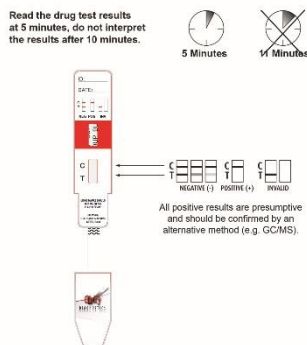 Read the drug test results
at 5 minutes, do not interpret
the results after 10 minutes.
5 Minutes
11 Minutes
ID:
DATE:
C
T
C
T
C
T
C
T
NEGATIVE (-)
POSITIVE (+)
INVALID
All positive results are presumptive
and should be confirmed by an
alternative method (e.g. GC/MS).